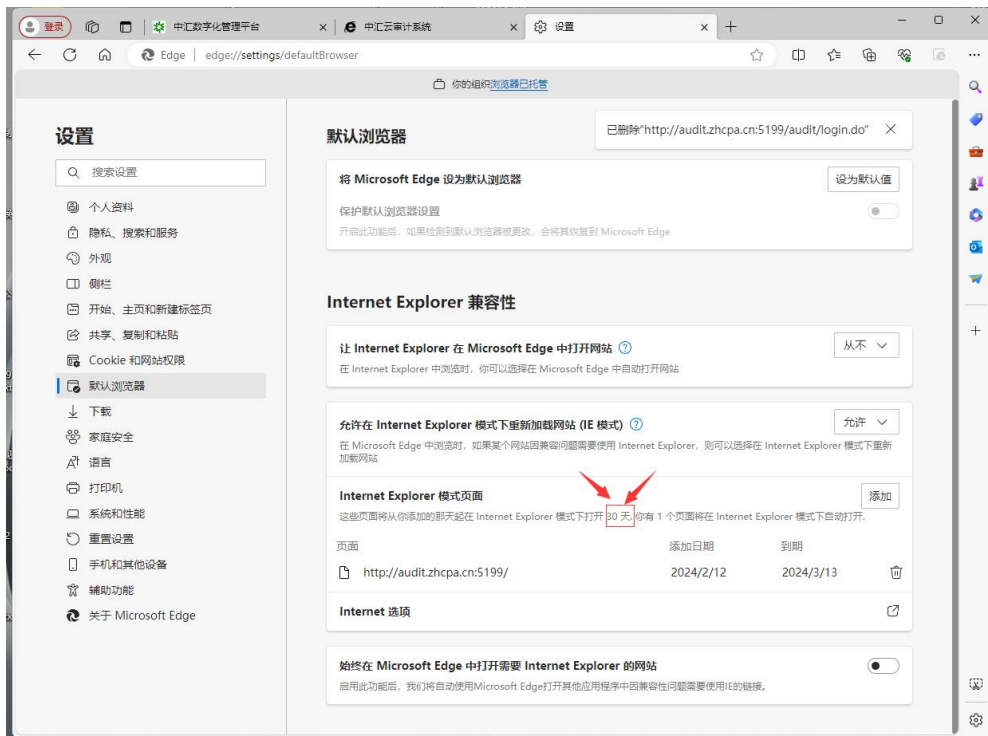 登录
中汇数字化管理平台
中汇云审计系统
设置
Edge | edge://settings/defaultBrowser
你的组织浏览器已托管
设置
搜索设置
个人资料
隐私、搜索和服务
外观
侧栏
开始、主页和新建标签页
共享、复制和粘贴
Cookie 和网站权限
默认浏览器
下载
家庭安全
语言
打印机
系统和性能
重置设置
手机和其他设备
辅助功能
关于 Microsoft Edge
默认浏览器
已删除"http://audit.zhcpa.cn:5199/audit/login.do"
将 Microsoft Edge 设为默认浏览器
设为默认值
保护默认浏览器设置
开启此功能后，如果检测到默认浏览器被更改，会将其恢复到 Microsoft Edge
Internet Explorer 兼容性
让 Internet Explorer 在 Microsoft Edge 中打开网站
从不
在 Internet Explorer 中浏览时，你可以选择在 Microsoft Edge 中自动打开网站
允许在 Internet Explorer 模式下重新加载网站 (IE 模式)
允许
在 Microsoft Edge 中浏览时，如果某个网站因兼容问题需要使用 Internet Explorer，则可以选择在 Internet Explorer 模式下重新
加载网站
Internet Explorer 模式页面
添加
这些页面将从你添加的那天起在 Internet Explorer 模式下打开 30 天。你有 1 个页面将在 Internet Explorer 模式下自动打开.
页面 添加日期 到期
http://audit.zhcpa.cn:5199/ 2024/2/12 2024/3/13
Internet 选项
始终在 Microsoft Edge 中打开需要 Internet Explorer 的网站
启用此功能后，我们将自动使用Microsoft Edge打开其他应用程序中因兼容性问题需要使用IE的链接。